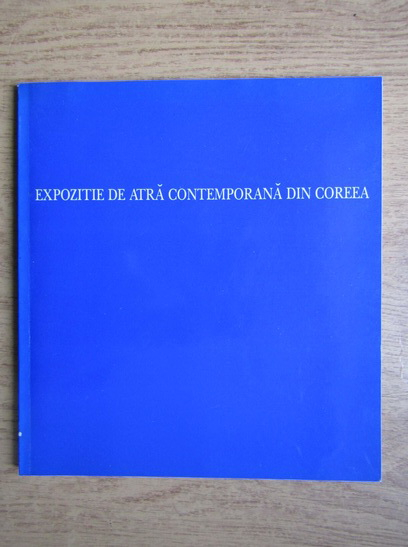 EXPOZITIE DE ATRĂ CONTEMPORANĂ DIN COREEA